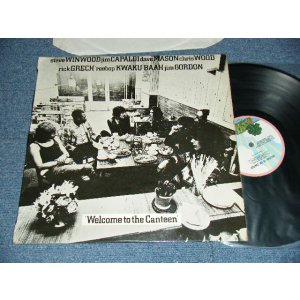 steve WINWOOD jim CAPALDI dave MASON chris WOOD
rick GRECH 'reebop' KWAKU BAAH jim GORDON
'Welcome to the Canteen'